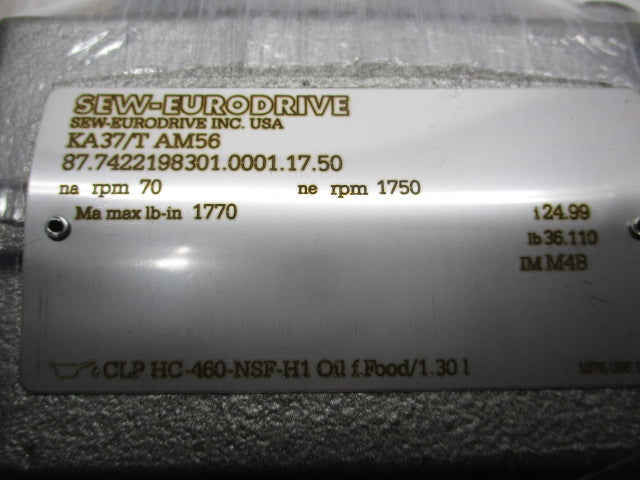 SEW-EURODRIVE
SEW-EURODRIVE INC. USA
KA37/T AM56
87.7422198301.0001.17.50
na rpm 70 ne rpm 1750
Ma max lb-in 1770 i 24.99
lb 36.110
IM M4B
CLP HC-460-NSF-H1 Oil f.Food/1.30 l